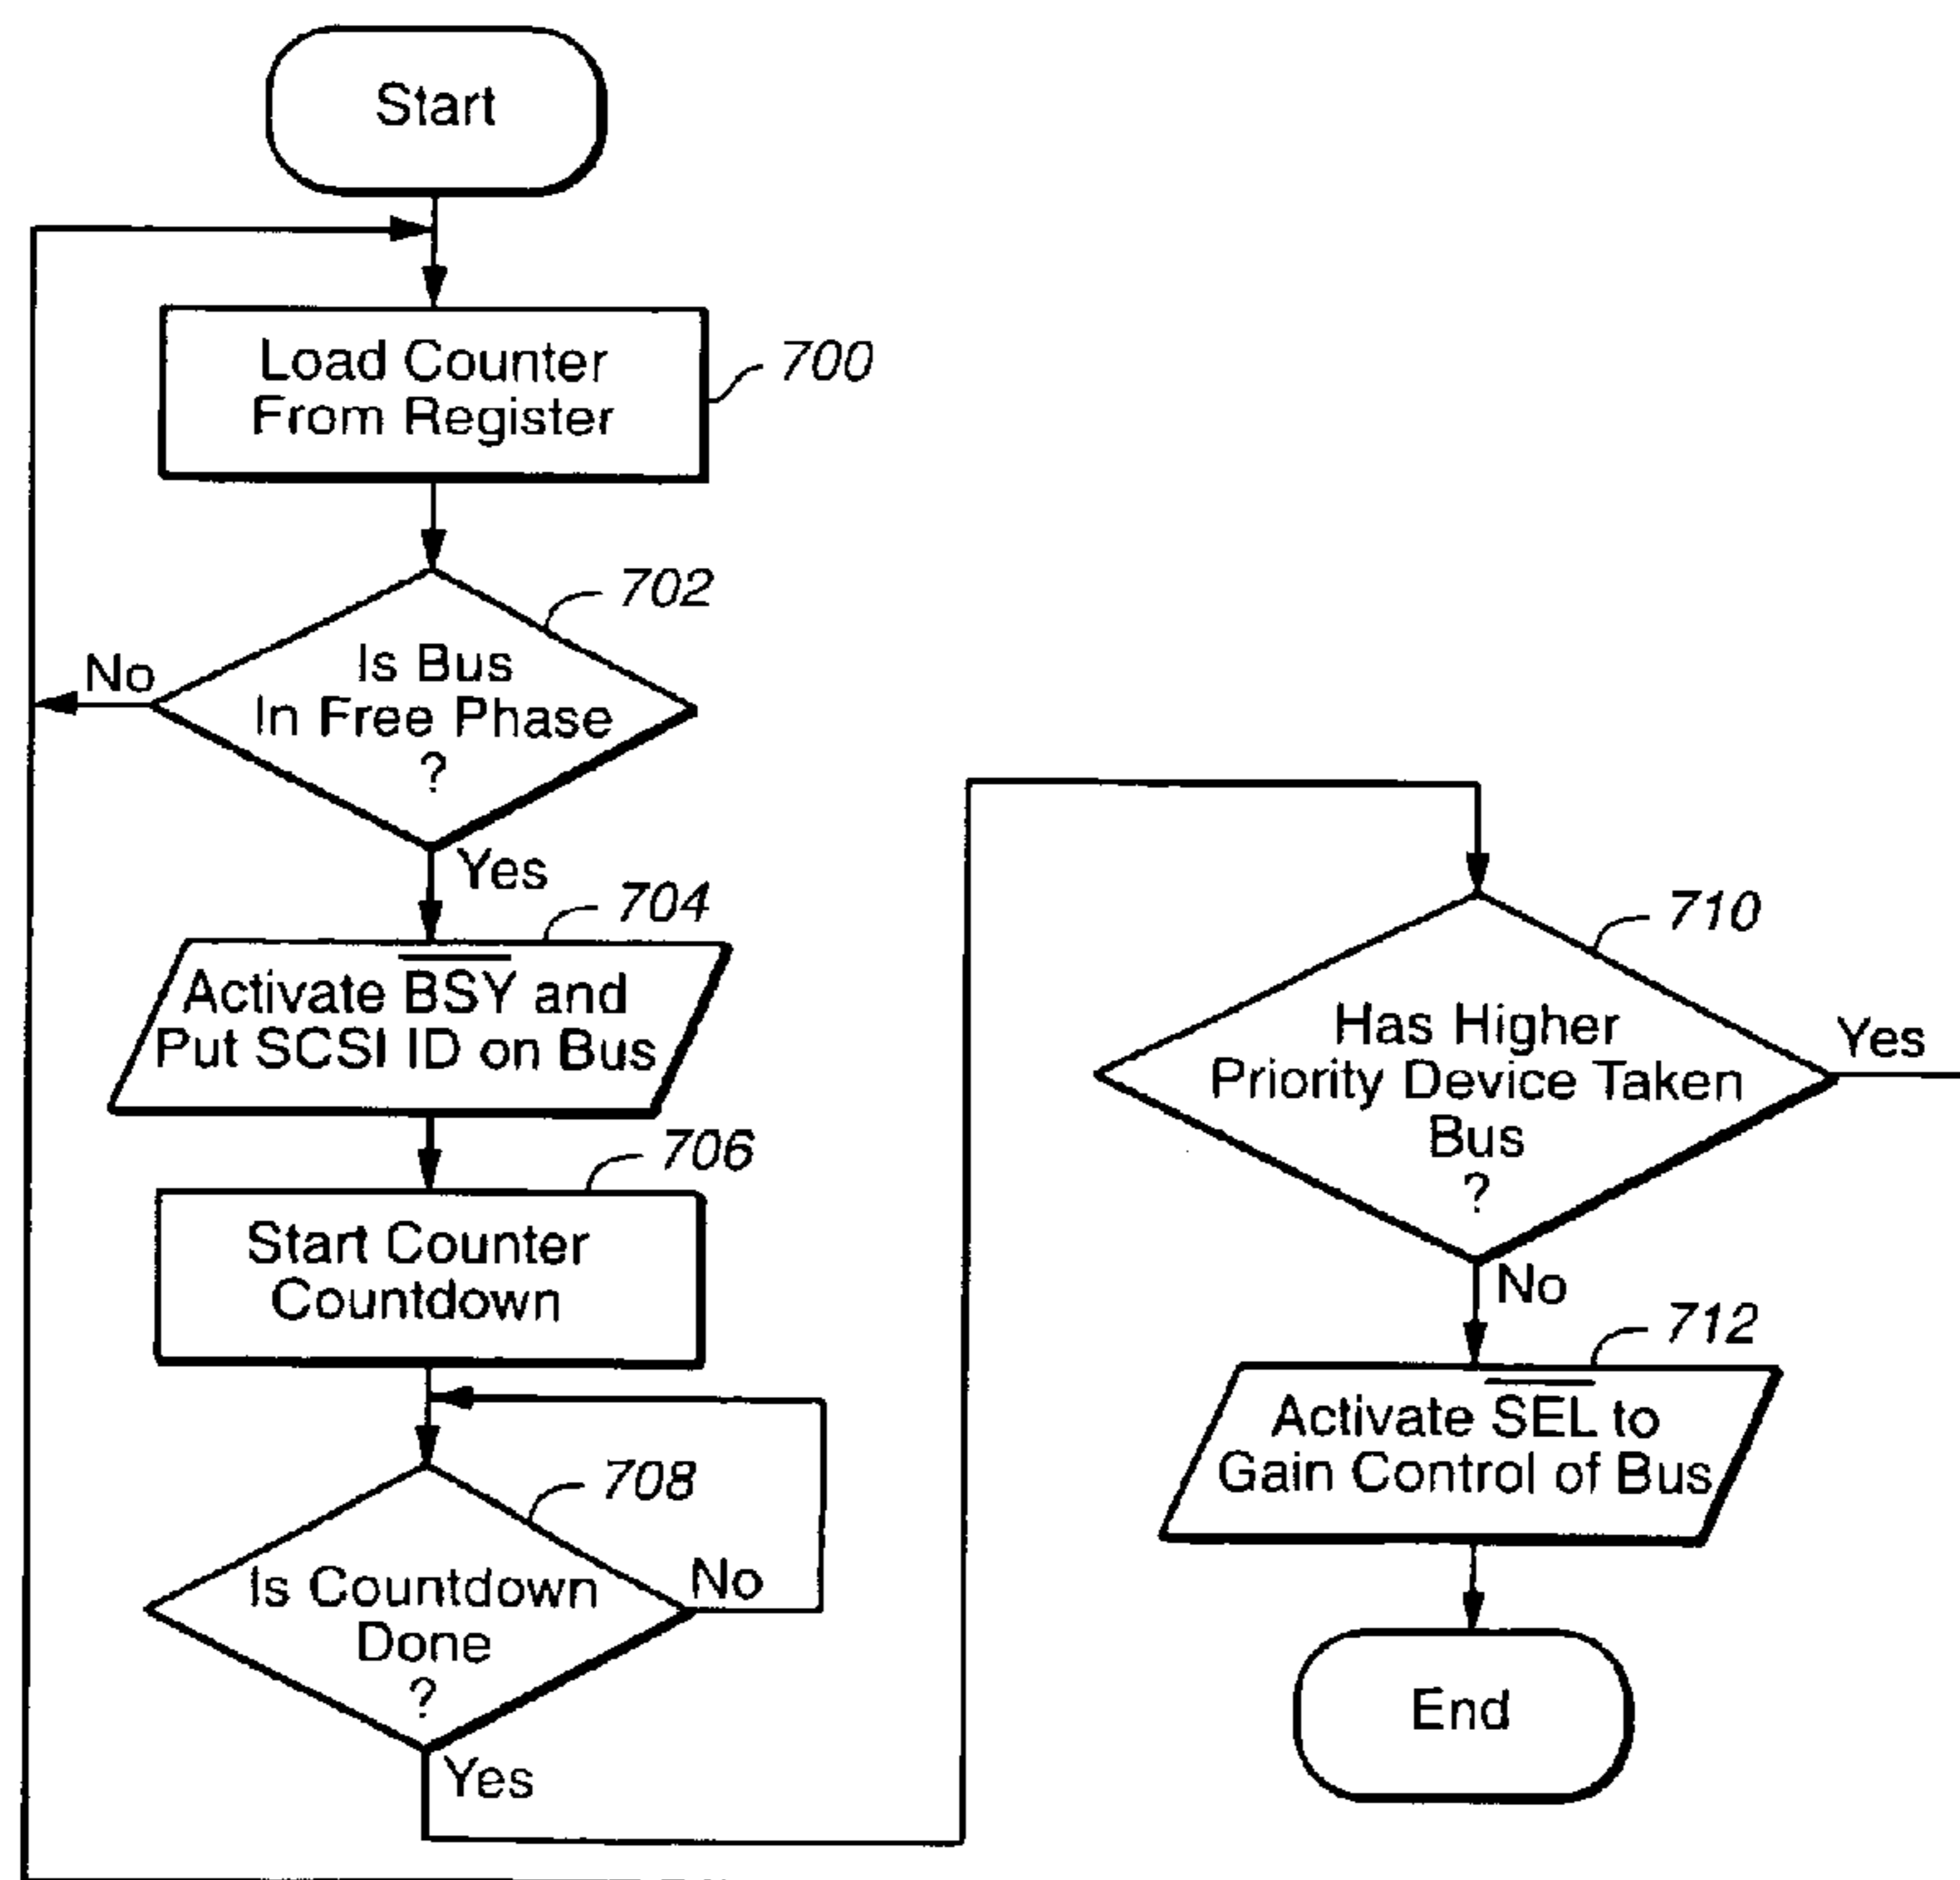 Start
Load Counter
From Register
700
702
Is Bus
In Free Phase
?
No
Yes
704
Activate B̅S̅Y̅ and
Put SCSI ID on Bus
706
Start Counter
Countdown
708
Is Countdown
Done
?
No
Yes
710
Has Higher
Priority Device Taken
Bus
?
Yes
No
712
Activate S̅E̅L̅ to
Gain Control of Bus
End